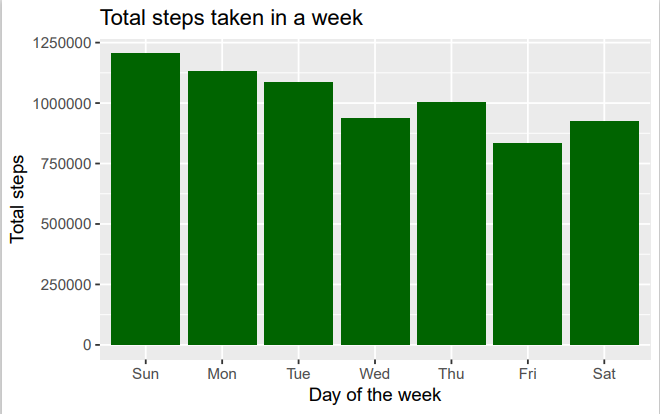 Total steps taken in a week
1250000
1000000
750000
500000
250000
0
Total steps
Sun Mon Tue Wed Thu Fri Sat
Day of the week